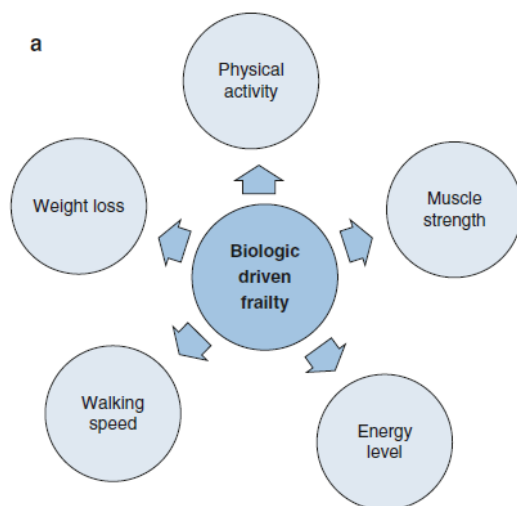 a
Physical
activity
Weight loss
Muscle
strength
Biologic
driven
frailty
Walking
speed
Energy
level